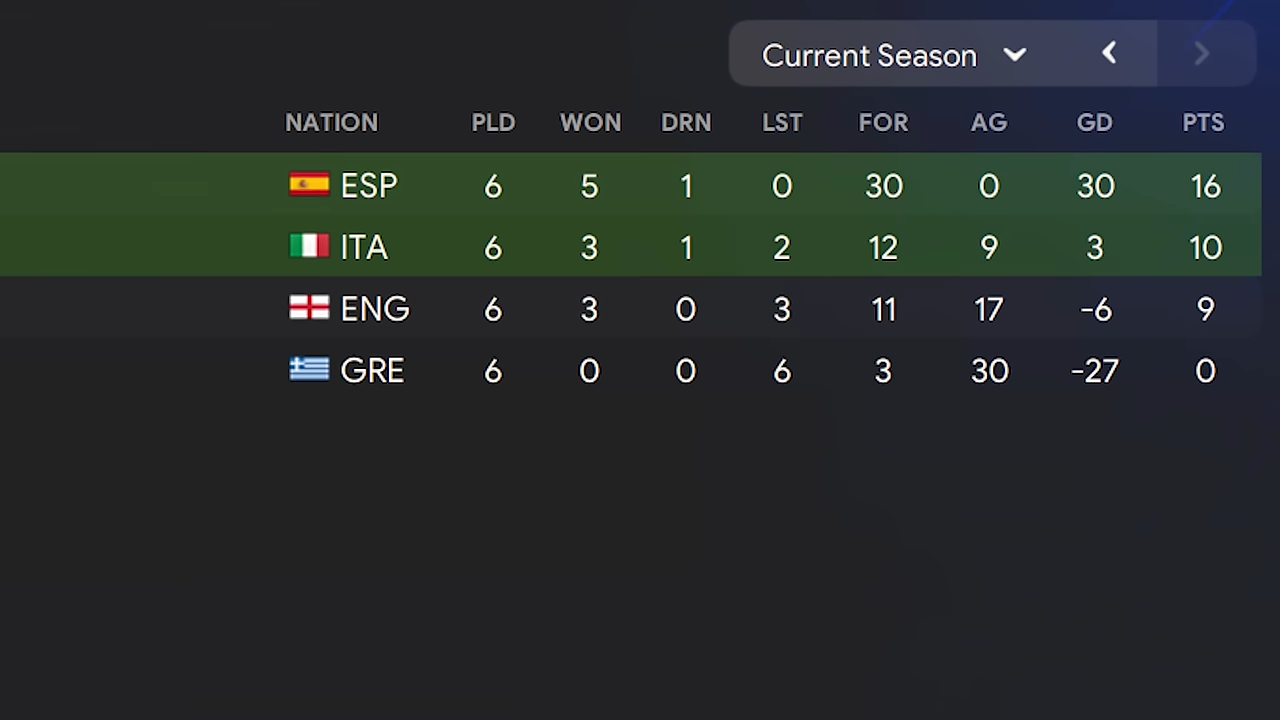 Current Season
NATION PLD WON DRN LST FOR AG GD PTS
ESP 6 5 1 0 30 0 30 16
ITA 6 3 1 2 12 9 3 10
ENG 6 3 0 3 11 17 -6 9
GRE 6 0 0 6 3 30 -27 0